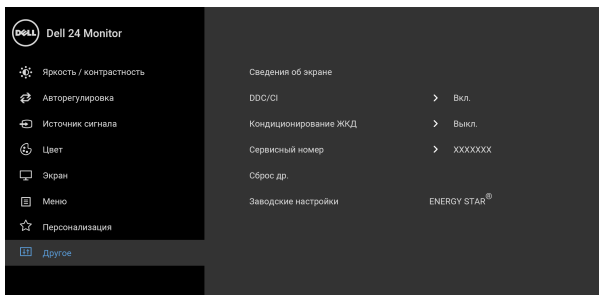 DELL Dell 24 Monitor
Яркость / контрастность
Авторегулировка
Источник сигнала
Цвет
Экран
Меню
Персонализация
Другое
Сведения об экране
DDC/CI > Вкл.
Кондиционирование ЖКД > Выкл.
Сервисный номер > XXXXXXX
Сброс др.
Заводские настройки ENERGY STAR®